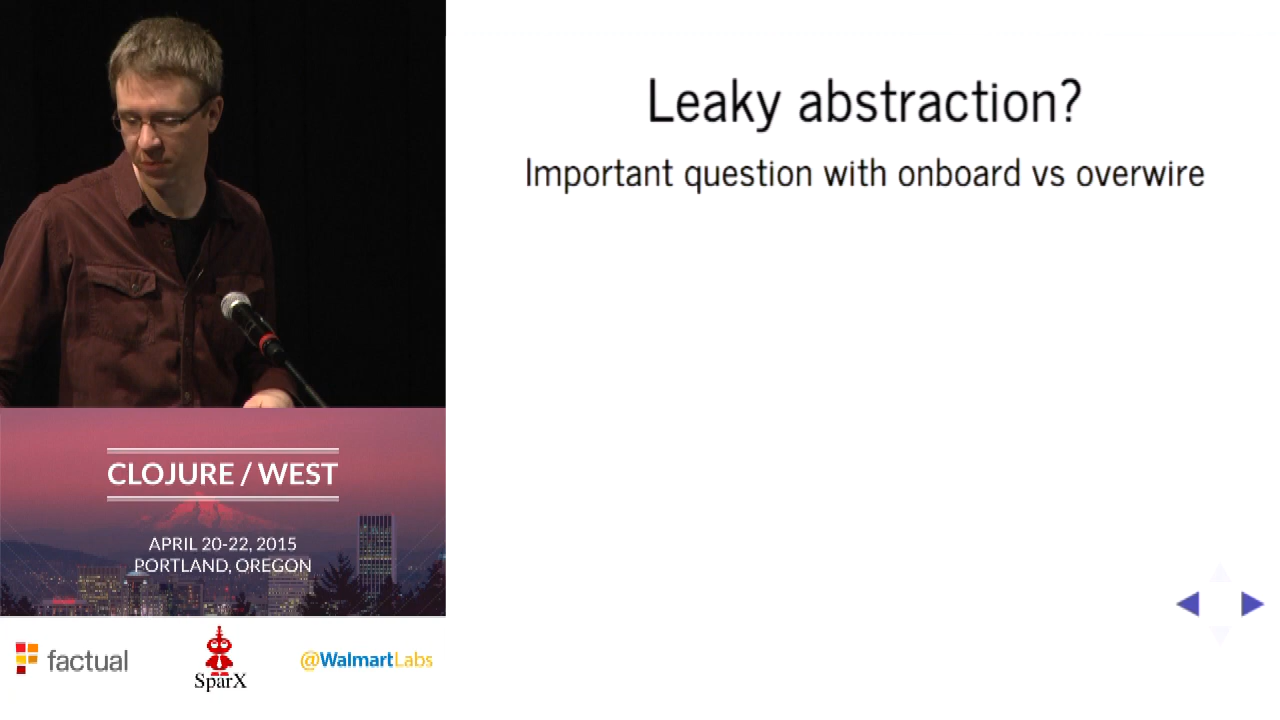 Leaky abstraction?
Important question with onboard vs overwire
CLOJURE / WEST
APRIL 20-22, 2015
PORTLAND, OREGON
factual
SparX
@WalmartLabs